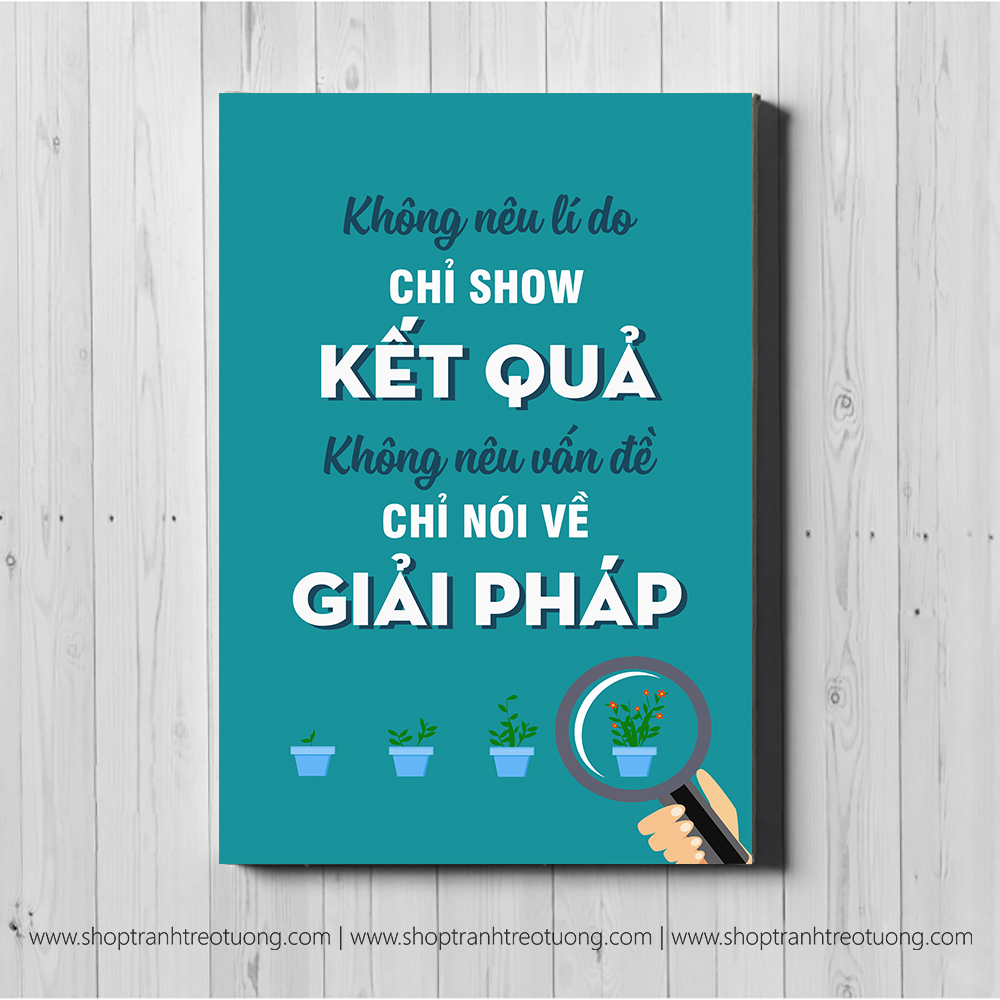 Không nêu lí do
CHỈ SHOW
KẾT QUẢ
Không nêu vấn đề
CHỈ NÓI VỀ
GIẢI PHÁP
www.shoptranhtreotuong.com | www.shoptranhtreotuong.com | www.shoptranhtreotuong.com